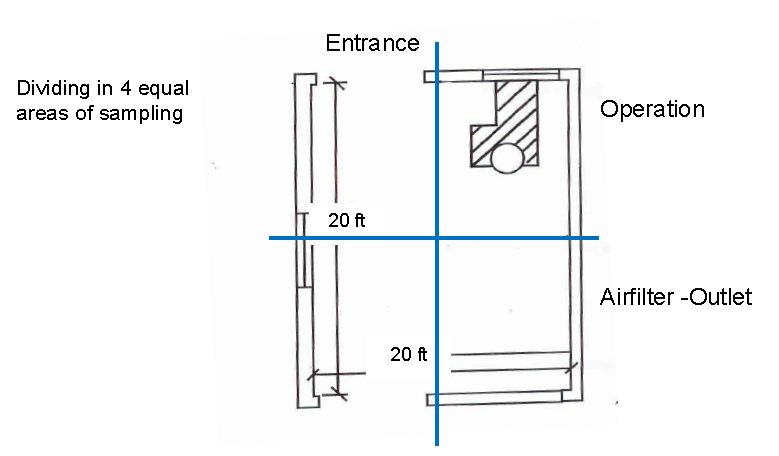 Entrance
Dividing in 4 equal
areas of sampling
Operation
20 ft
Airfilter -Outlet
20 ft